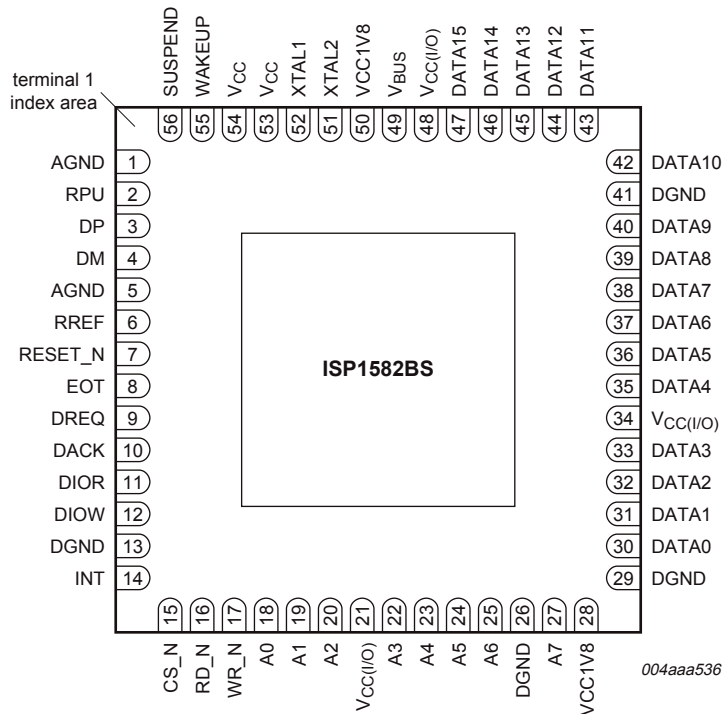 SUSPEND
WAKEUP
VCC
VCC
XTAL1
XTAL2
VCC1V8
VBUS
VCC(I/O)
DATA15
DATA14
DATA13
DATA12
DATA11
terminal 1
index area
56 55 54 53 52 51 50 49 48 47 46 45 44 43
AGND 1
RPU 2
DP 3
DM 4
AGND 5
RREF 6
RESET_N 7
EOT 8
DREQ 9
DACK 10
DIOR 11
DIOW 12
DGND 13
INT 14
ISP1582BS
42 DATA10
41 DGND
40 DATA9
39 DATA8
38 DATA7
37 DATA6
36 DATA5
35 DATA4
34 VCC(I/O)
33 DATA3
32 DATA2
31 DATA1
30 DATA0
29 DGND
15 16 17 18 19 20 21 22 23 24 25 26 27 28
CS_N
RD_N
WR_N
A0
A1
A2
VCC(I/O)
A3
A4
A5
A6
DGND
A7
VCC1V8
004aaa536